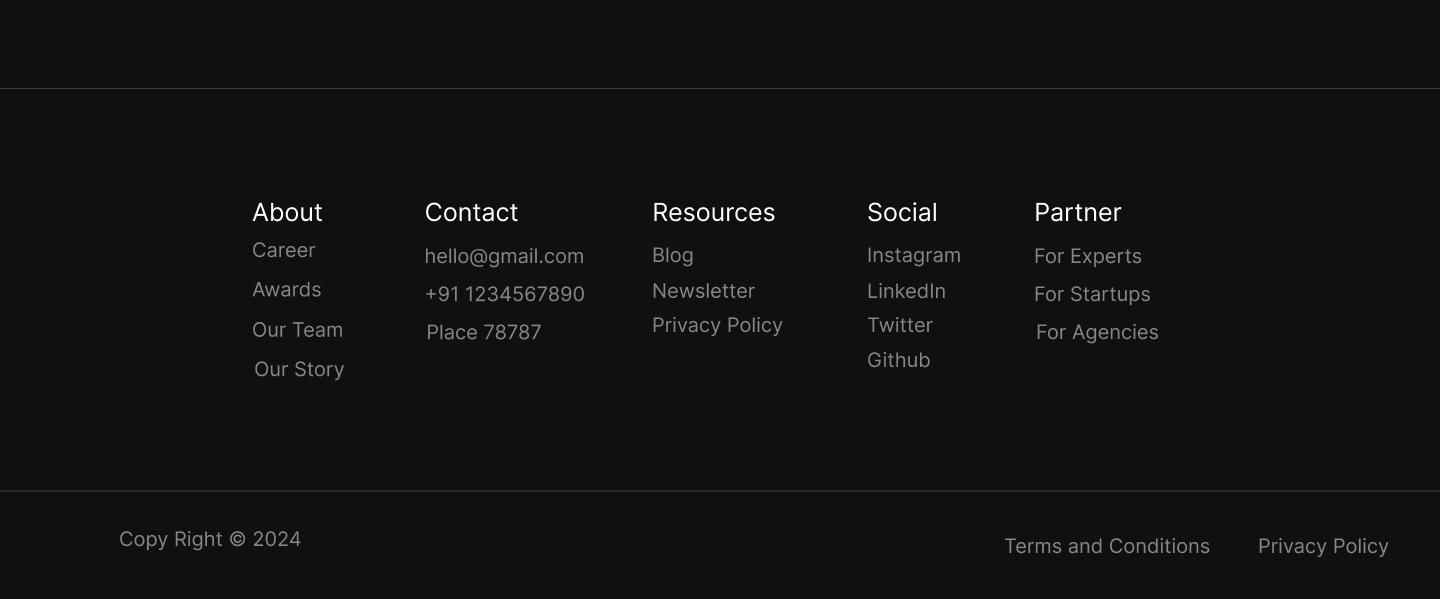 About
Career
Awards
Our Team
Our Story
Contact
hello@gmail.com
+91 1234567890
Place 78787
Resources
Blog
Newsletter
Privacy Policy
Social
Instagram
LinkedIn
Twitter
Github
Partner
For Experts
For Startups
For Agencies
Copy Right © 2024
Terms and Conditions
Privacy Policy